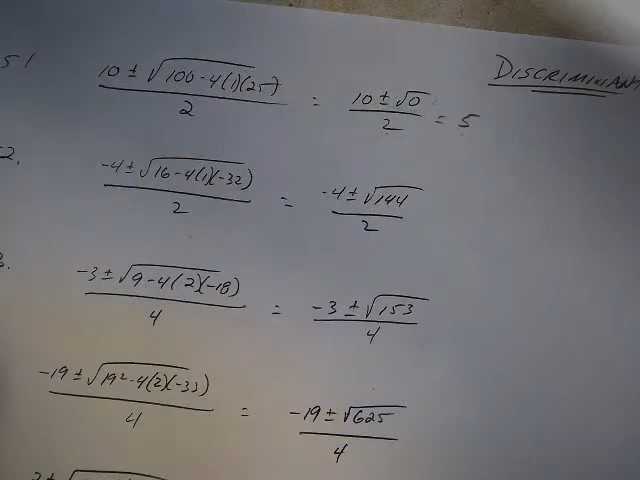 DISCRIMINANT
51 10 ± √100 - 4(1)(25) / 2 = 10 ± √0 / 2 = 5
2. -4 ± √16 - 4(1)(-32) / 2 = -4 ± √144 / 2
3. -3 ± √9 - 4(2)(-18) / 4 = -3 ± √153 / 4
-19 ± √19² - 4(2)(-33) / 4 = -19 ± √625 / 4